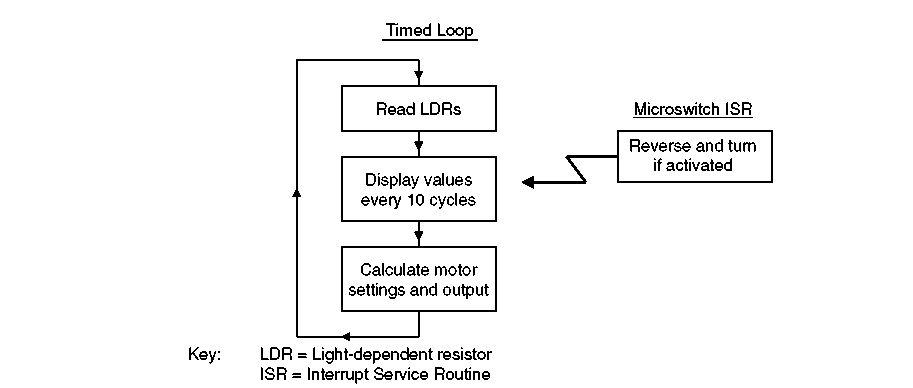 Timed Loop
Read LDRs
Microswitch ISR
Reverse and turn
if activated
Display values
every 10 cycles
Calculate motor
settings and output
Key: LDR = Light-dependent resistor
ISR = Interrupt Service Routine